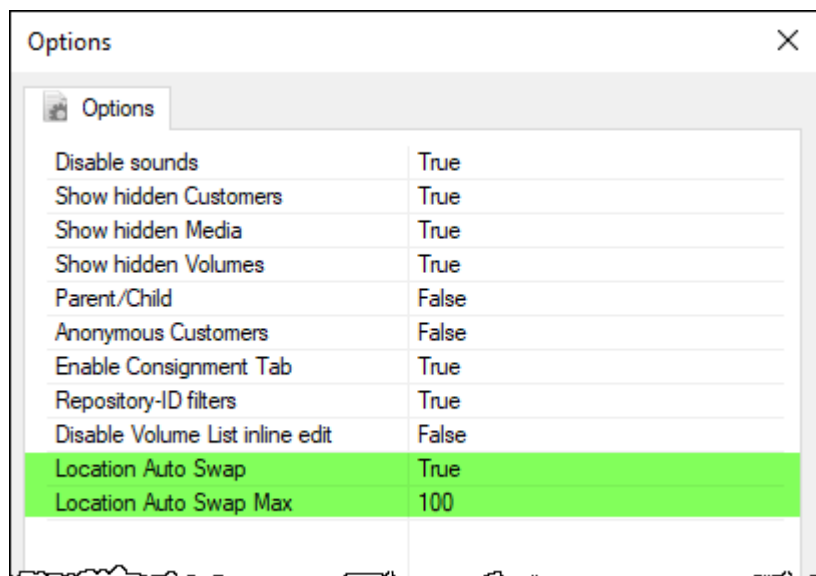 Options
Options
Disable sounds True
Show hidden Customers True
Show hidden Media True
Show hidden Volumes True
Parent/Child False
Anonymous Customers False
Enable Consignment Tab True
Repository-ID filters True
Disable Volume List inline edit False
Location Auto Swap True
Location Auto Swap Max 100